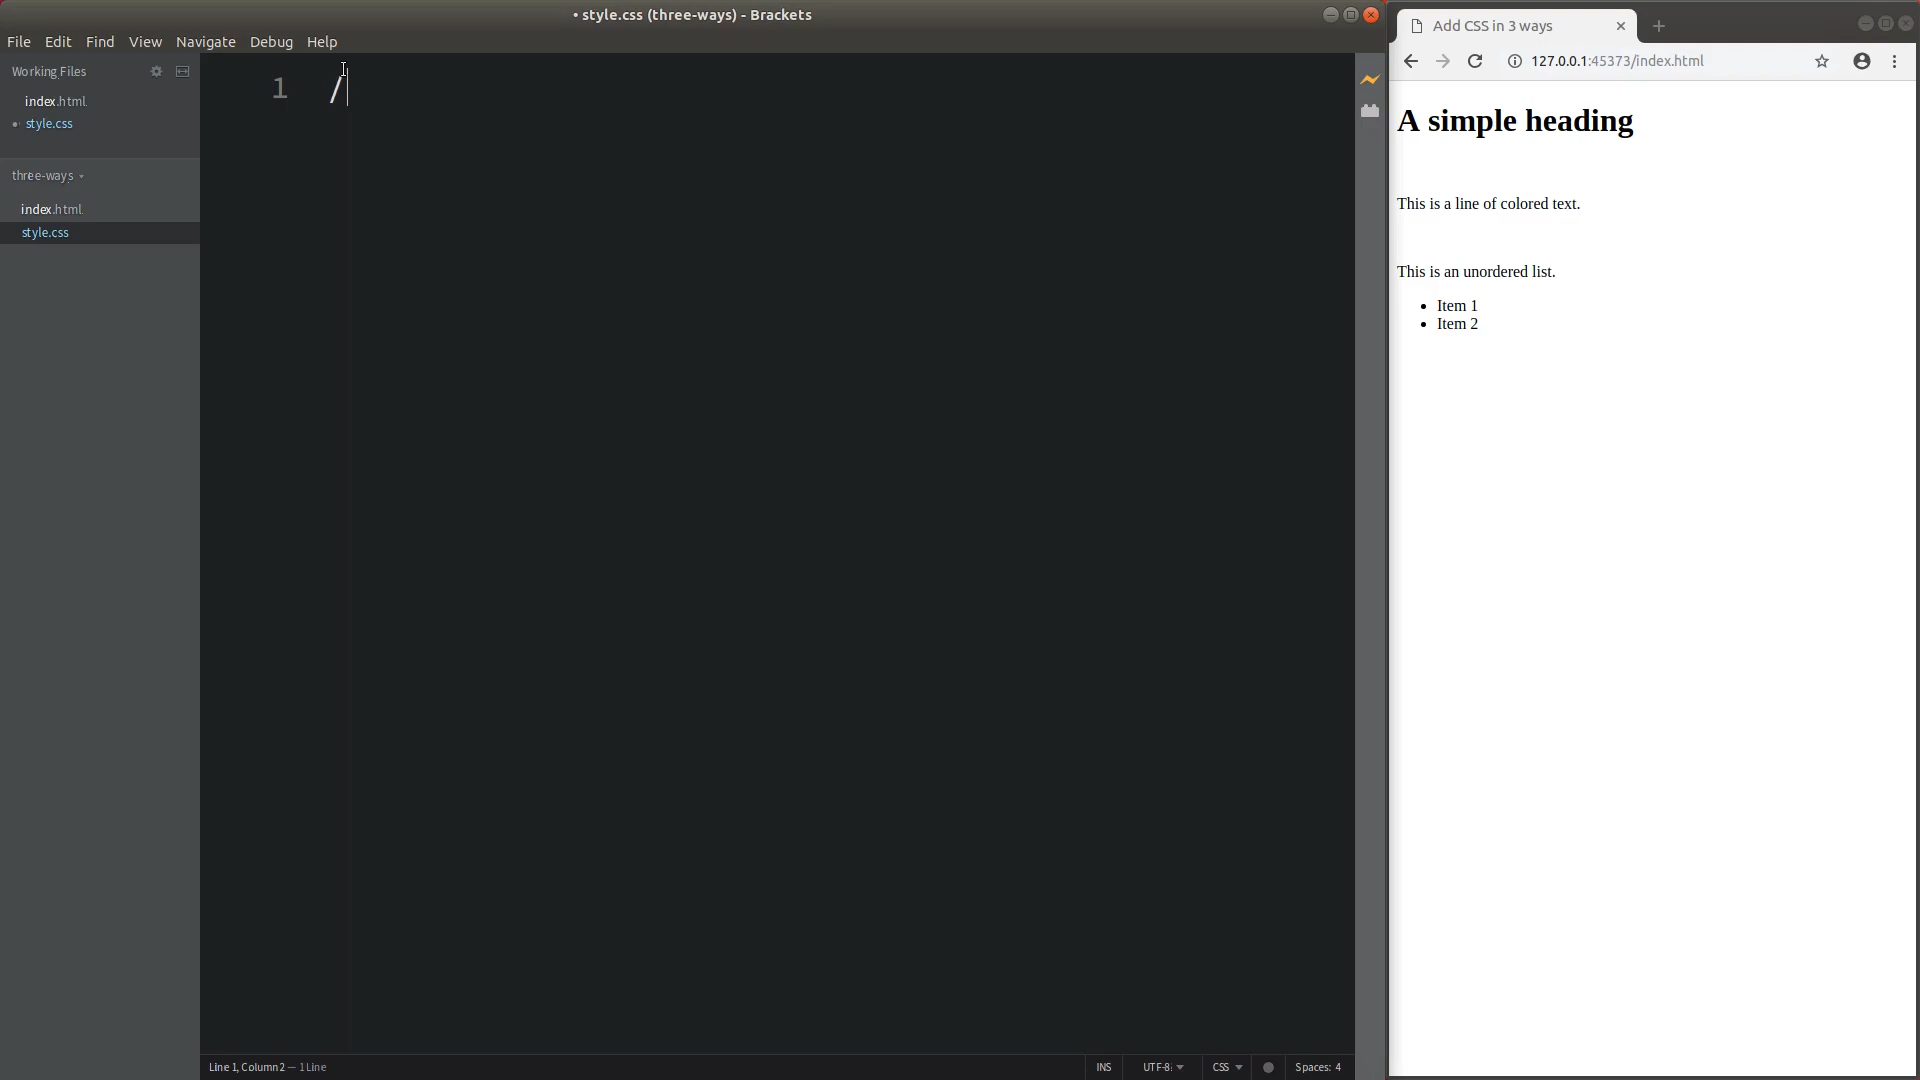 • style.css (three-ways) - Brackets
File Edit Find View Navigate Debug Help
Working Files
index.html
• style.css
three-ways
index.html
style.css
1 /
Line 1, Column 2 — 1 Line
INS UTF-8 CSS Spaces: 4
Add CSS in 3 ways
127.0.0.1:45373/index.html
A simple heading
This is a line of colored text.
This is an unordered list.
• Item 1
• Item 2